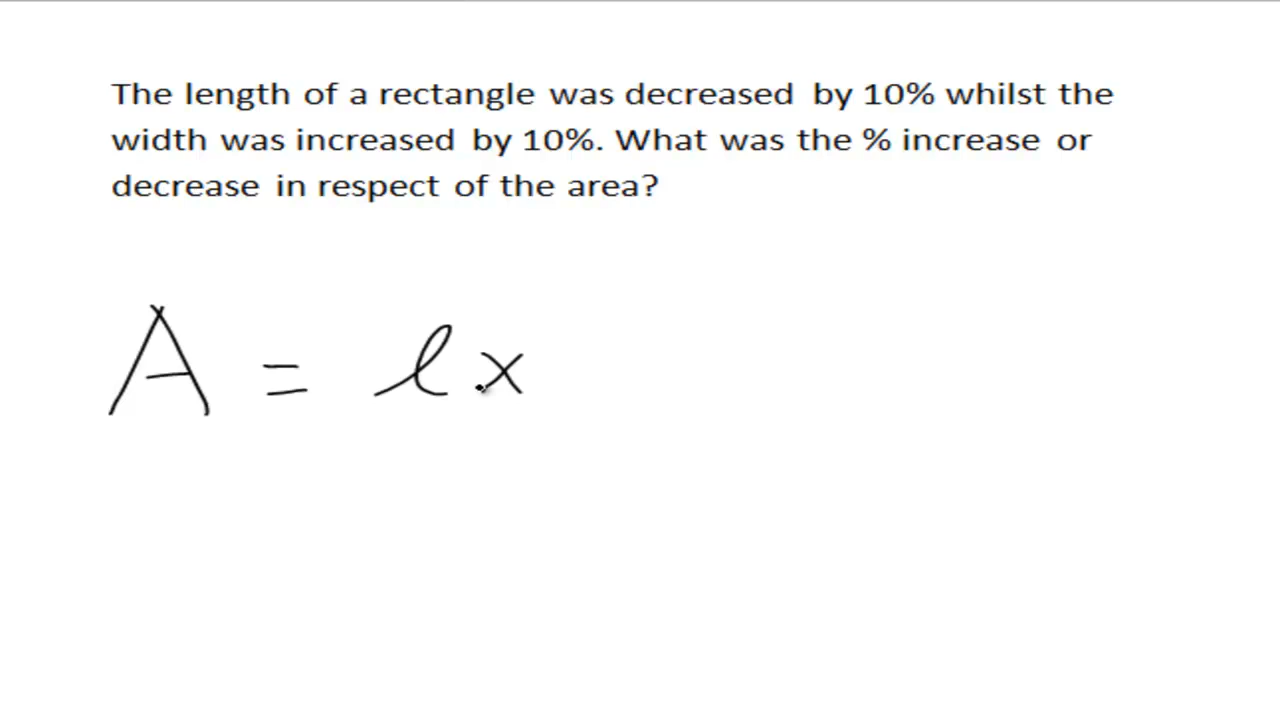 The length of a rectangle was decreased by 10% whilst the
width was increased by 10%. What was the % increase or
decrease in respect of the area?
A = l x